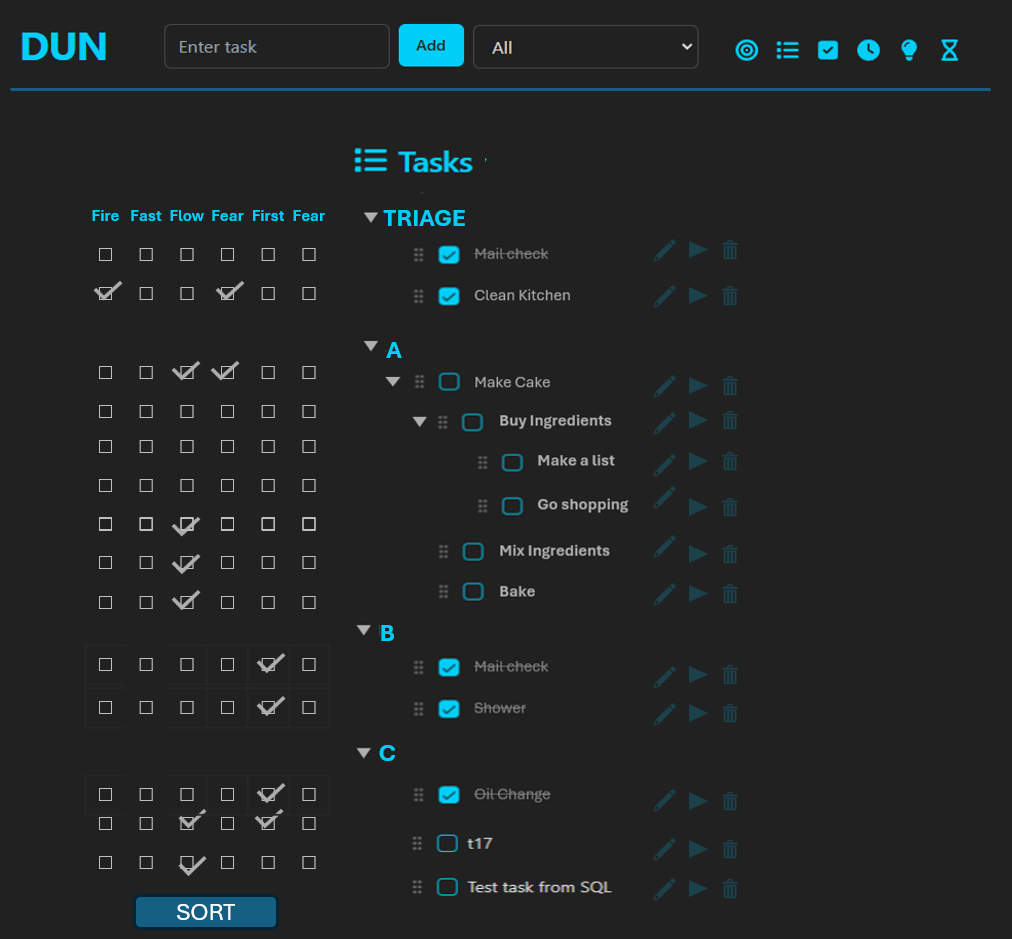 DUN Enter task Add All
Tasks
Fire Fast Flow Fear First Fear
TRIAGE
Mail check
Clean Kitchen
A
Make Cake
Buy Ingredients
Make a list
Go shopping
Mix Ingredients
Bake
B
Mail check
Shower
C
Oil Change
t17
Test task from SQL
SORT